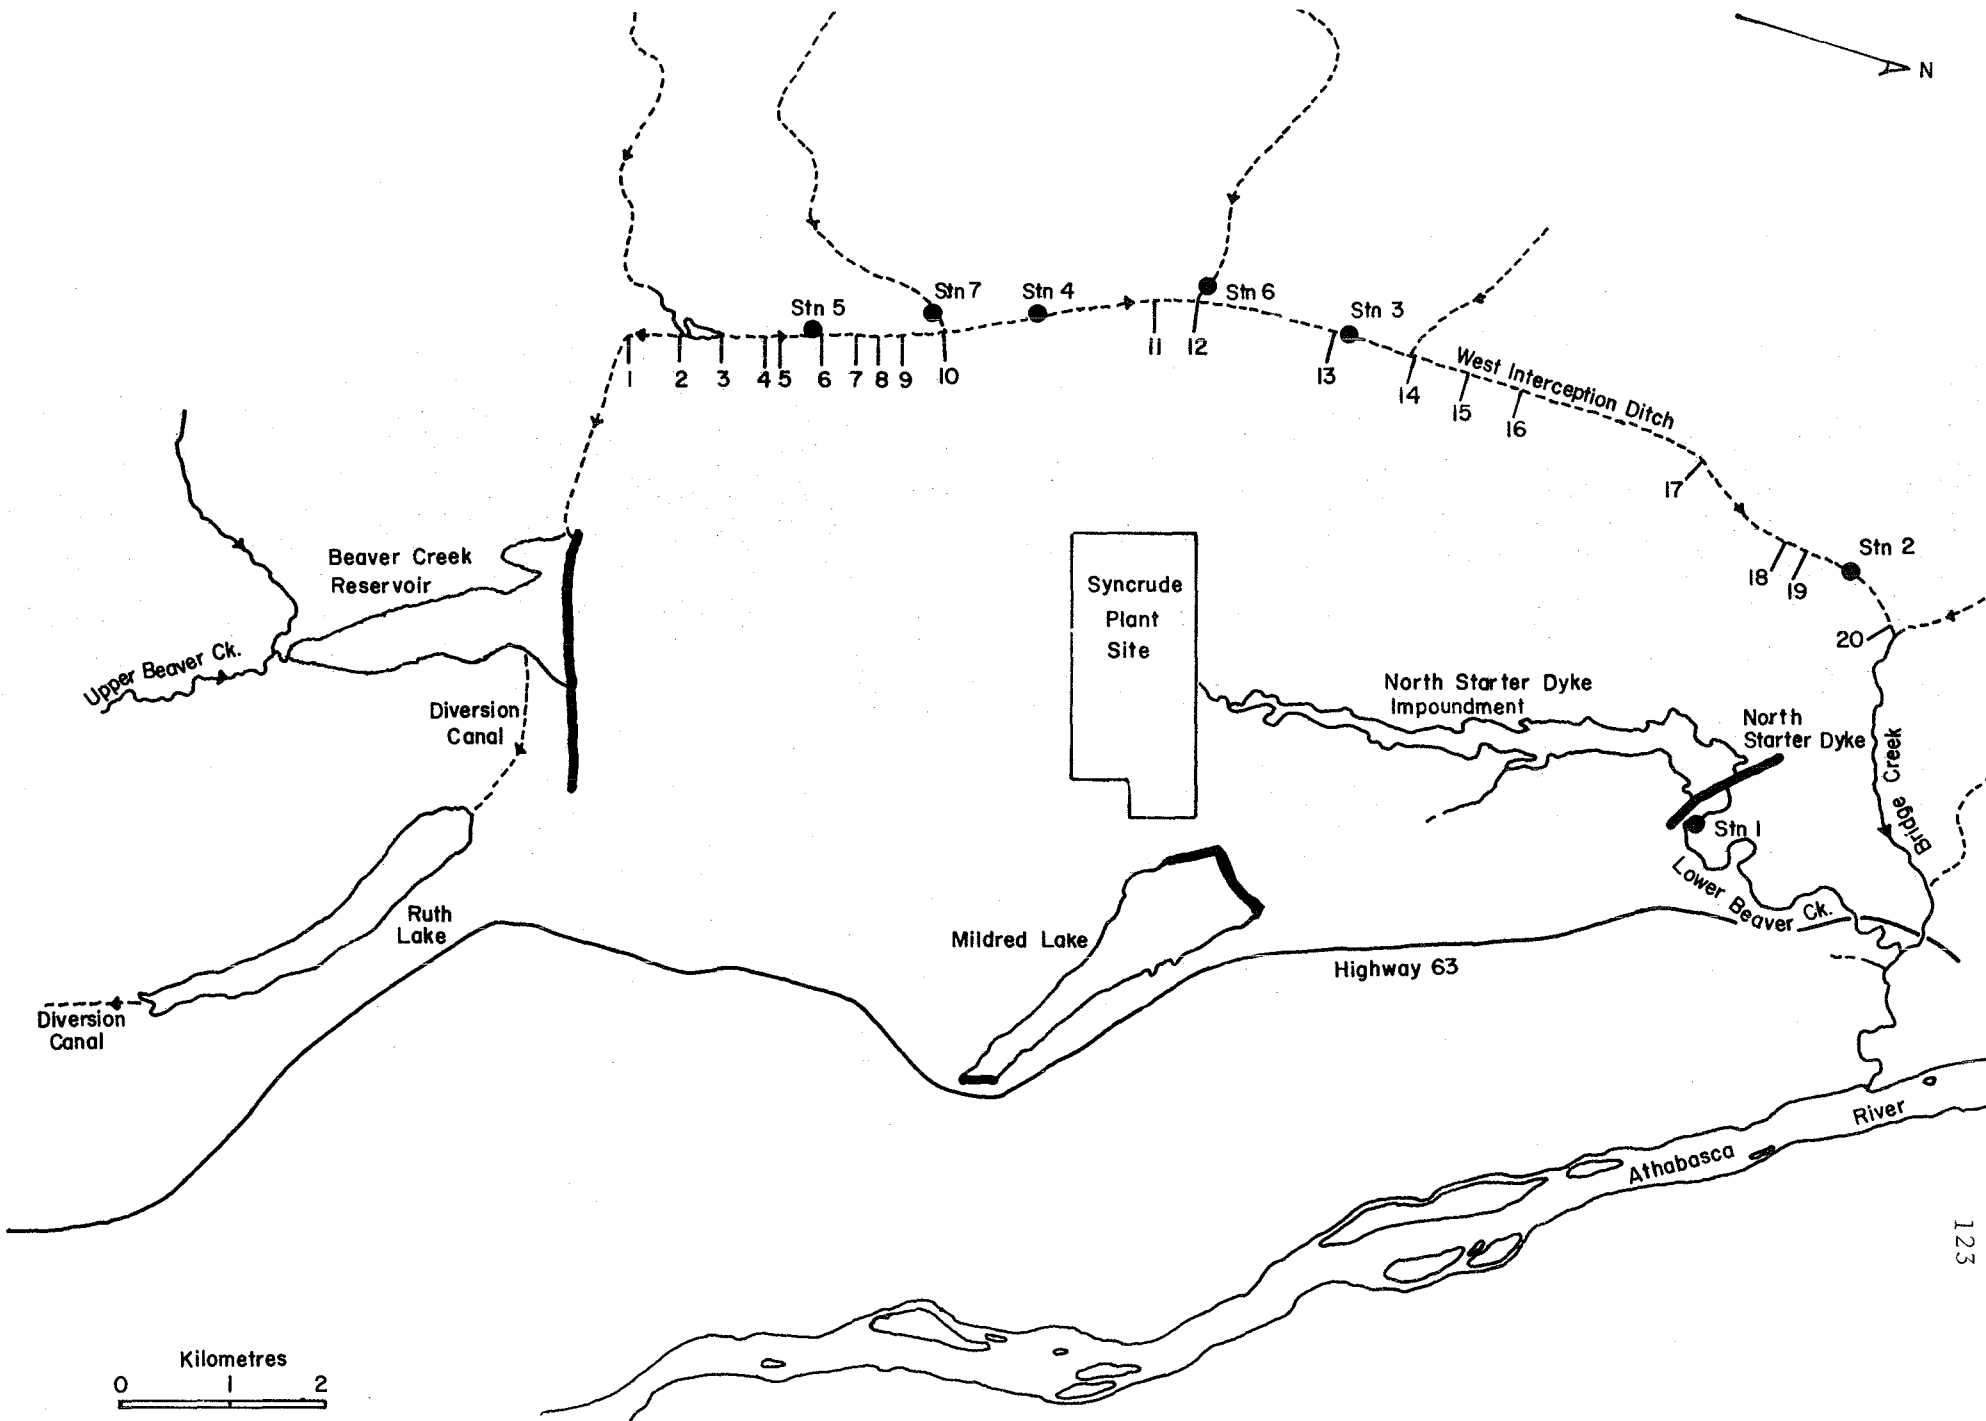 N
Stn 5
Stn 7
Stn 4
Stn 6
Stn 3
1
2
3
4
5
6
7
8
9
10
11
12
13
14
15
16
West Interception Ditch
17
18
19
Stn 2
20
Beaver Creek
Reservoir
Upper Beaver Ck.
Diversion
Canal
Syncrude
Plant
Site
North Starter Dyke
Impoundment
North
Starter Dyke
Bridge Creek
Stn 1
Lower Beaver Ck.
Ruth
Lake
Mildred Lake
Highway 63
Diversion
Canal
Athabasca River
123
Kilometres
0 1 2